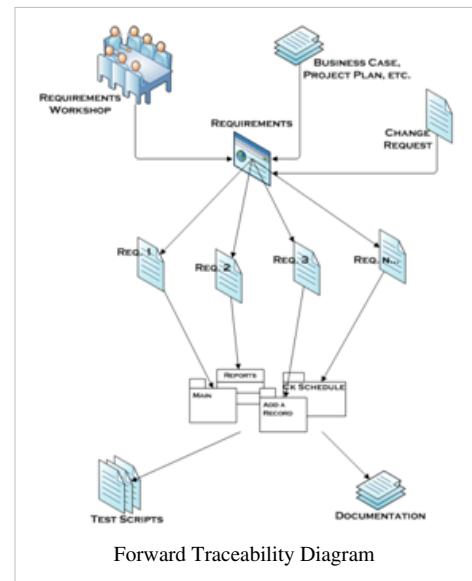 REQUIREMENTS
WORKSHOP
BUSINESS CASE,
PROJECT PLAN, ETC.
REQUIREMENTS
CHANGE
REQUEST
REQ. 1
REQ. 2
REQ. 3
REQ. N...
REPORTS
MAIN
CK SCHEDULE
ADD A
RECORD
TEST SCRIPTS
DOCUMENTATION
Forward Traceability Diagram